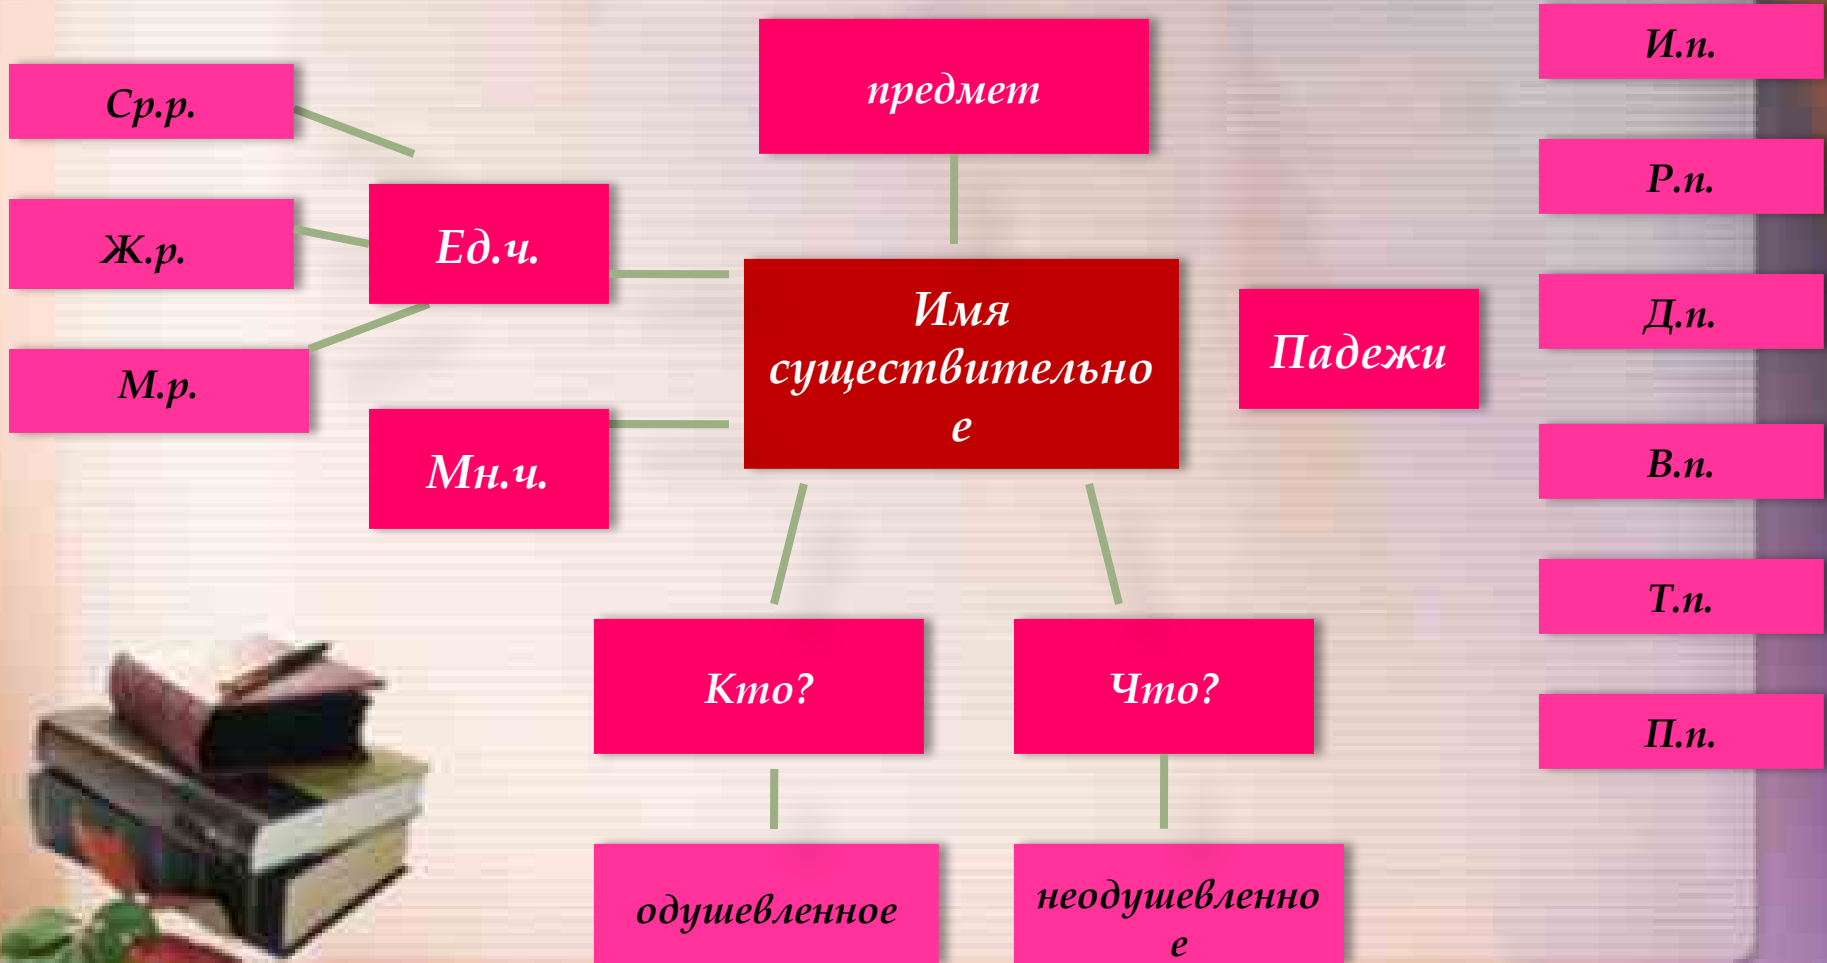 предмет
И.п.
Ср.р.
Р.п.
Ж.р.
Ед.ч.
Имя
существительно
е
Д.п.
Падежи
М.р.
Мн.ч.
В.п.
Т.п.
Кто?
Что?
П.п.
одушевленное
неодушевленно
е